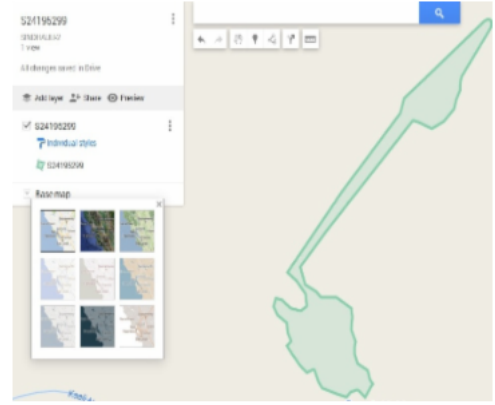 S24195299
1 view
All changes saved in Drive
Add layer Share Preview
S24195299
Individual styles
S24195299
Base map